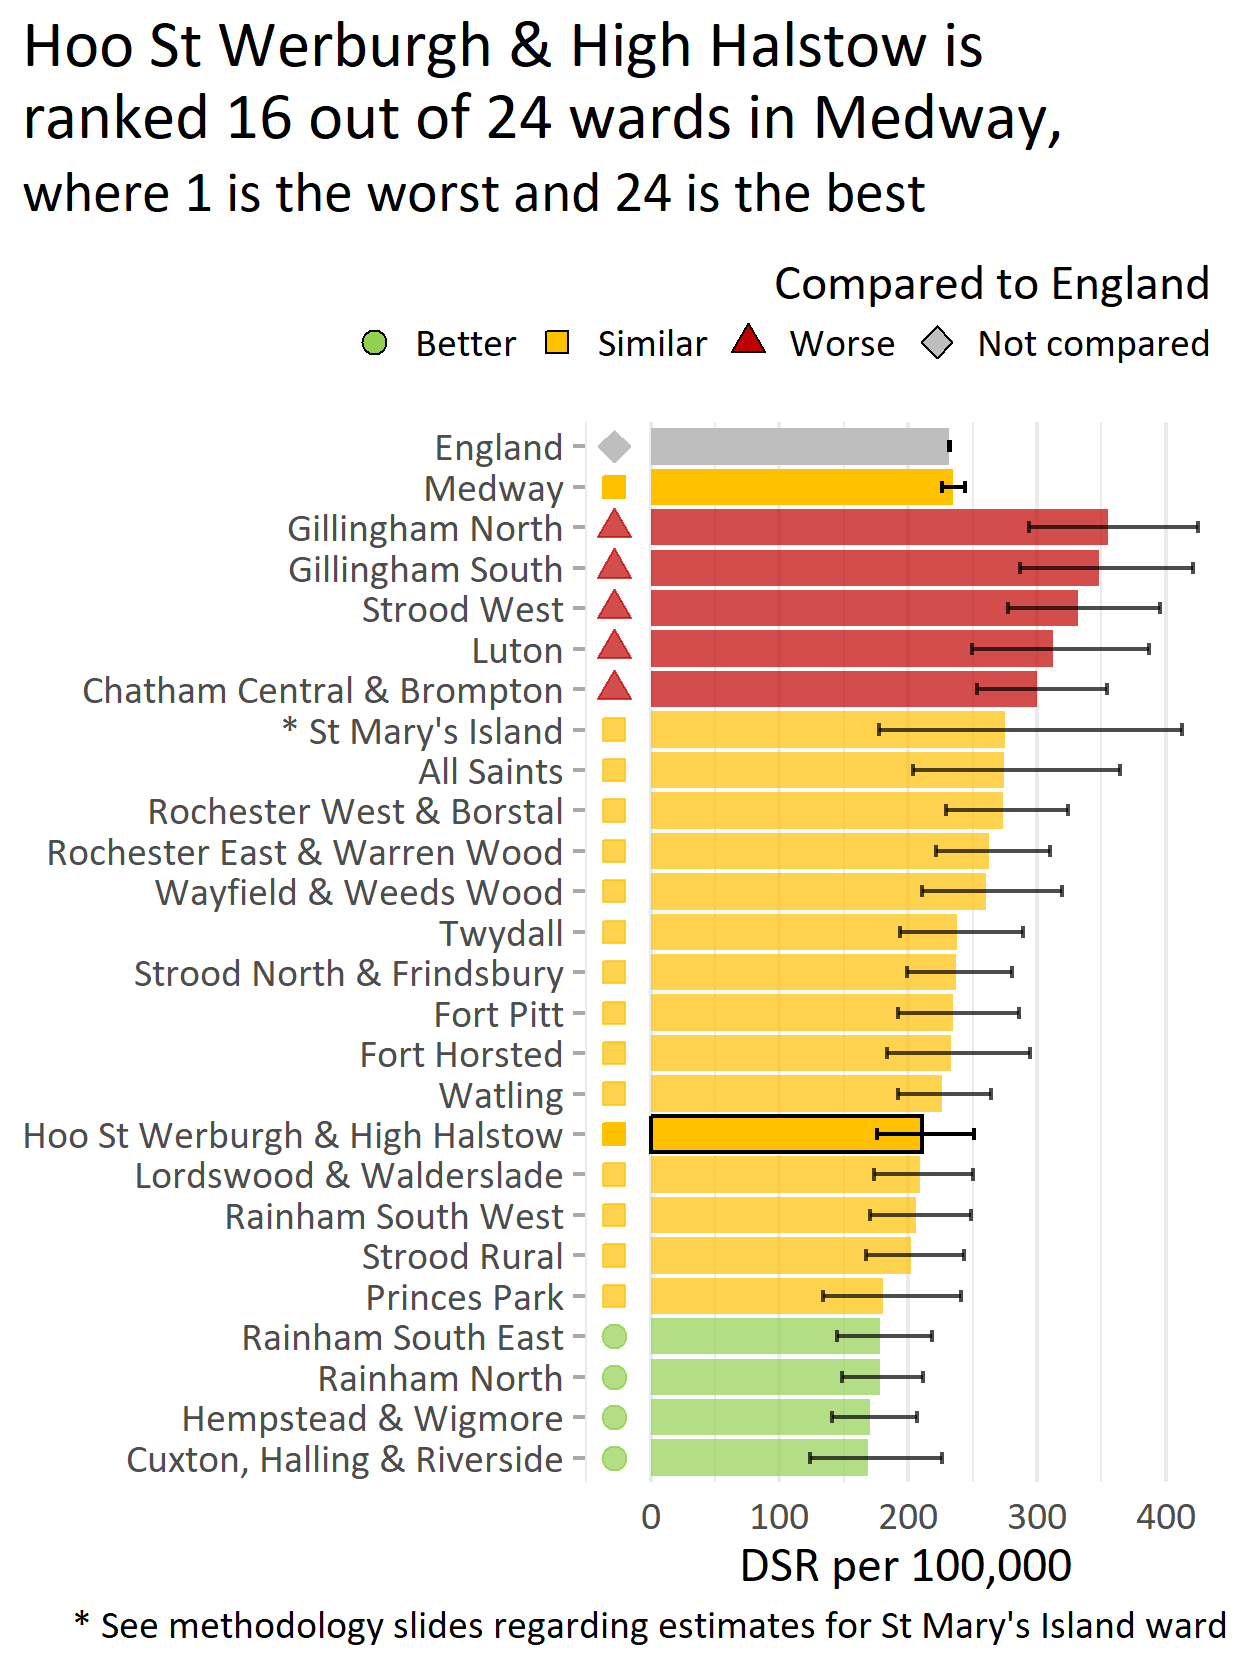 Hoo St Werburgh & High Halstow is
ranked 16 out of 24 wards in Medway,
where 1 is the worst and 24 is the best
Compared to England
Better Similar Worse Not compared
England
Medway
Gillingham North
Gillingham South
Strood West
Luton
Chatham Central & Brompton
* St Mary's Island
All Saints
Rochester West & Borstal
Rochester East & Warren Wood
Wayfield & Weeds Wood
Twydall
Strood North & Frindsbury
Fort Pitt
Fort Horsted
Watling
Hoo St Werburgh & High Halstow
Lordswood & Walderslade
Rainham South West
Strood Rural
Princes Park
Rainham South East
Rainham North
Hempstead & Wigmore
Cuxton, Halling & Riverside
0 100 200 300 400
DSR per 100,000
* See methodology slides regarding estimates for St Mary's Island ward